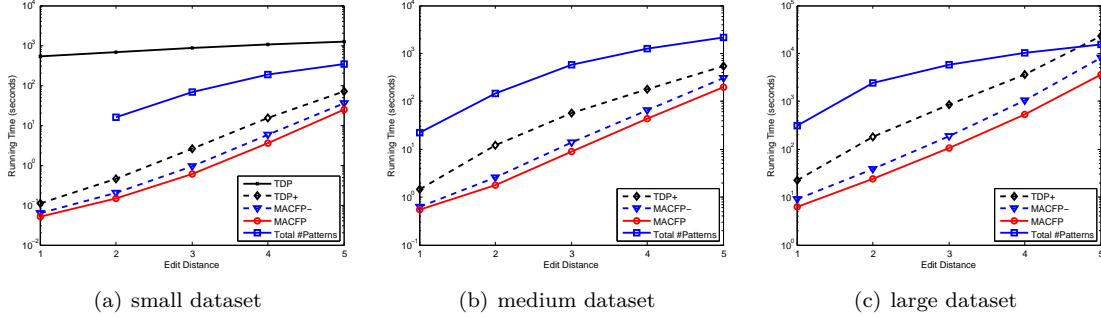 10^4
10^3
10^2
10^1
10^0
10^-1
10^-2
Running Time (seconds)
1 2 3 4 5
Edit Distance
TDP
TDP+
MACFP−
MACFP
Total #Patterns
(a) small dataset
10^4
10^3
10^2
10^1
10^0
10^-1
Running Time (seconds)
1 2 3 4 5
Edit Distance
TDP+
MACFP−
MACFP
Total #Patterns
(b) medium dataset
10^5
10^4
10^3
10^2
10^1
10^0
Running Time (seconds)
1 2 3 4 5
Edit Distance
TDP+
MACFP−
MACFP
Total #Patterns
(c) large dataset